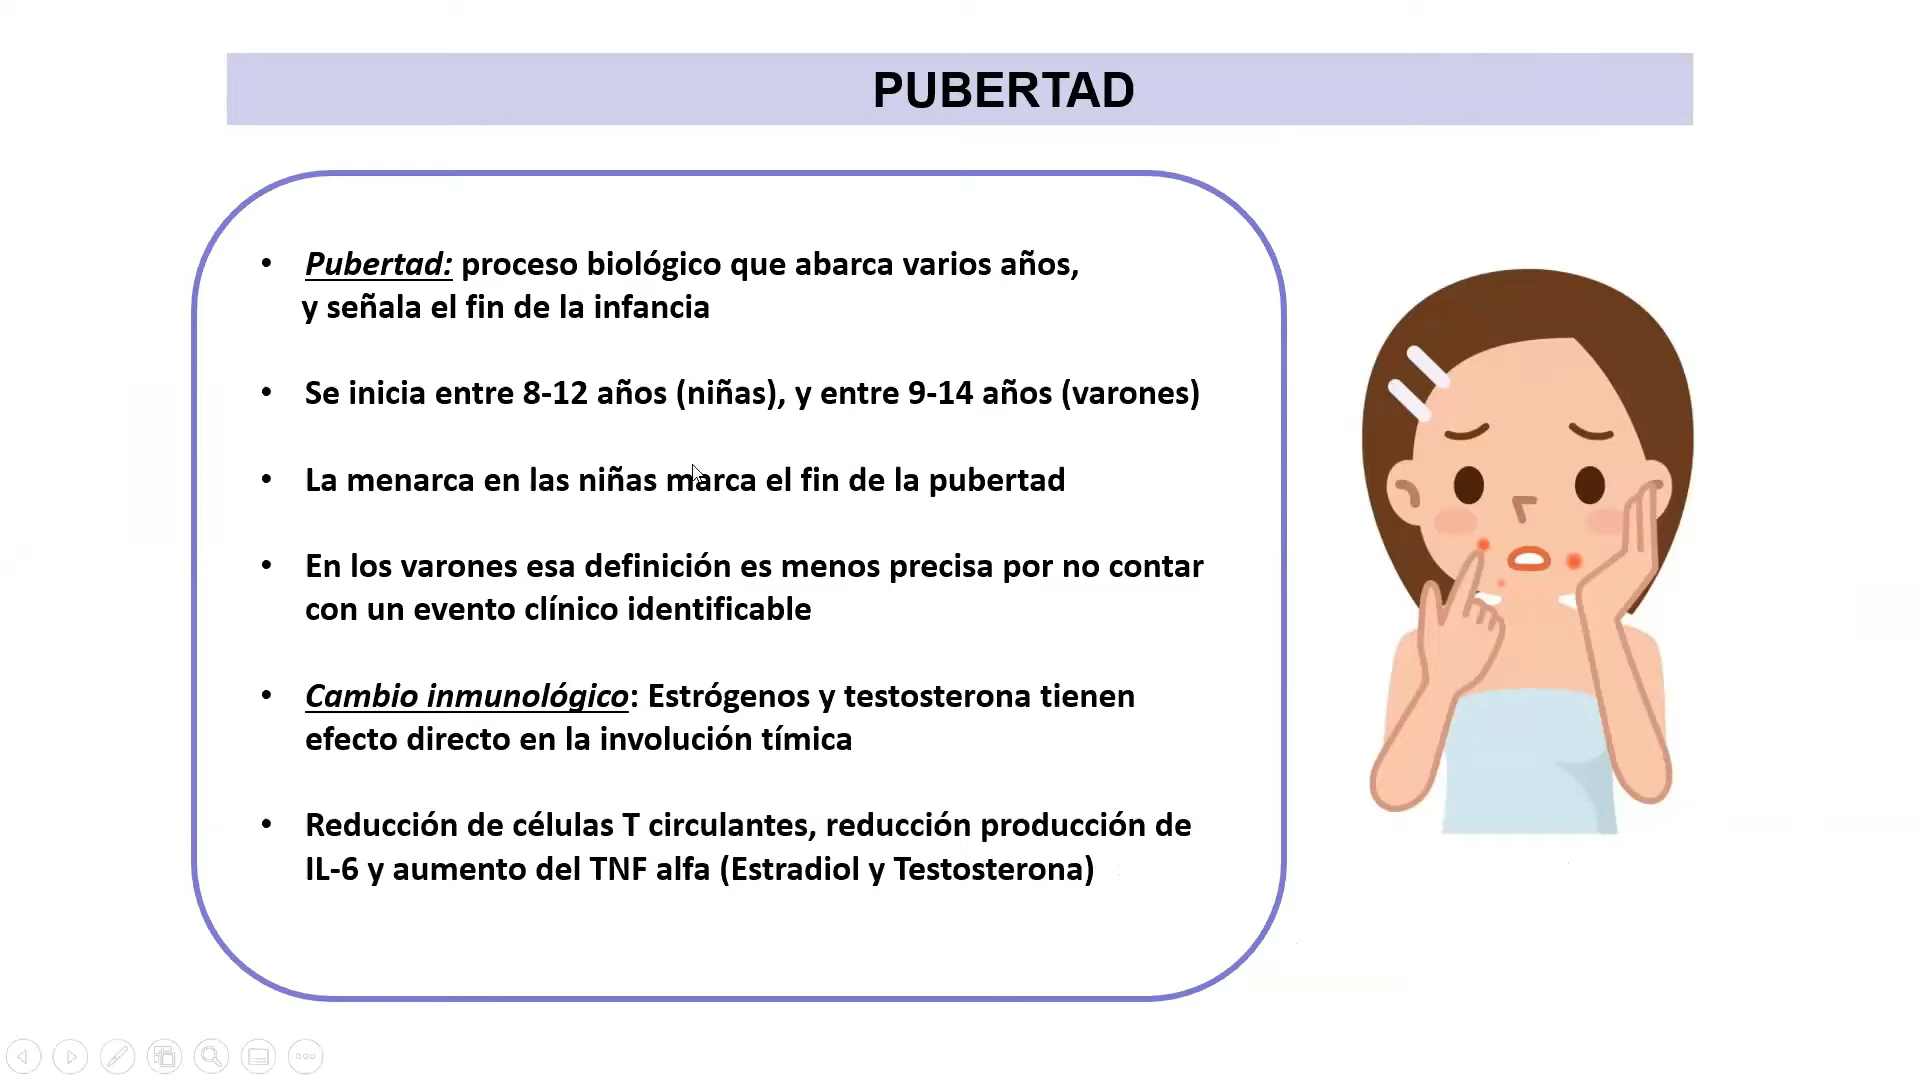 PUBERTAD
• Pubertad: proceso biológico que abarca varios años,
y señala el fin de la infancia
• Se inicia entre 8-12 años (niñas), y entre 9-14 años (varones)
• La menarca en las niñas marca el fin de la pubertad
• En los varones esa definición es menos precisa por no contar
con un evento clínico identificable
• Cambio inmunológico: Estrógenos y testosterona tienen
efecto directo en la involución tímica
• Reducción de células T circulantes, reducción producción de
IL-6 y aumento del TNF alfa (Estradiol y Testosterona)